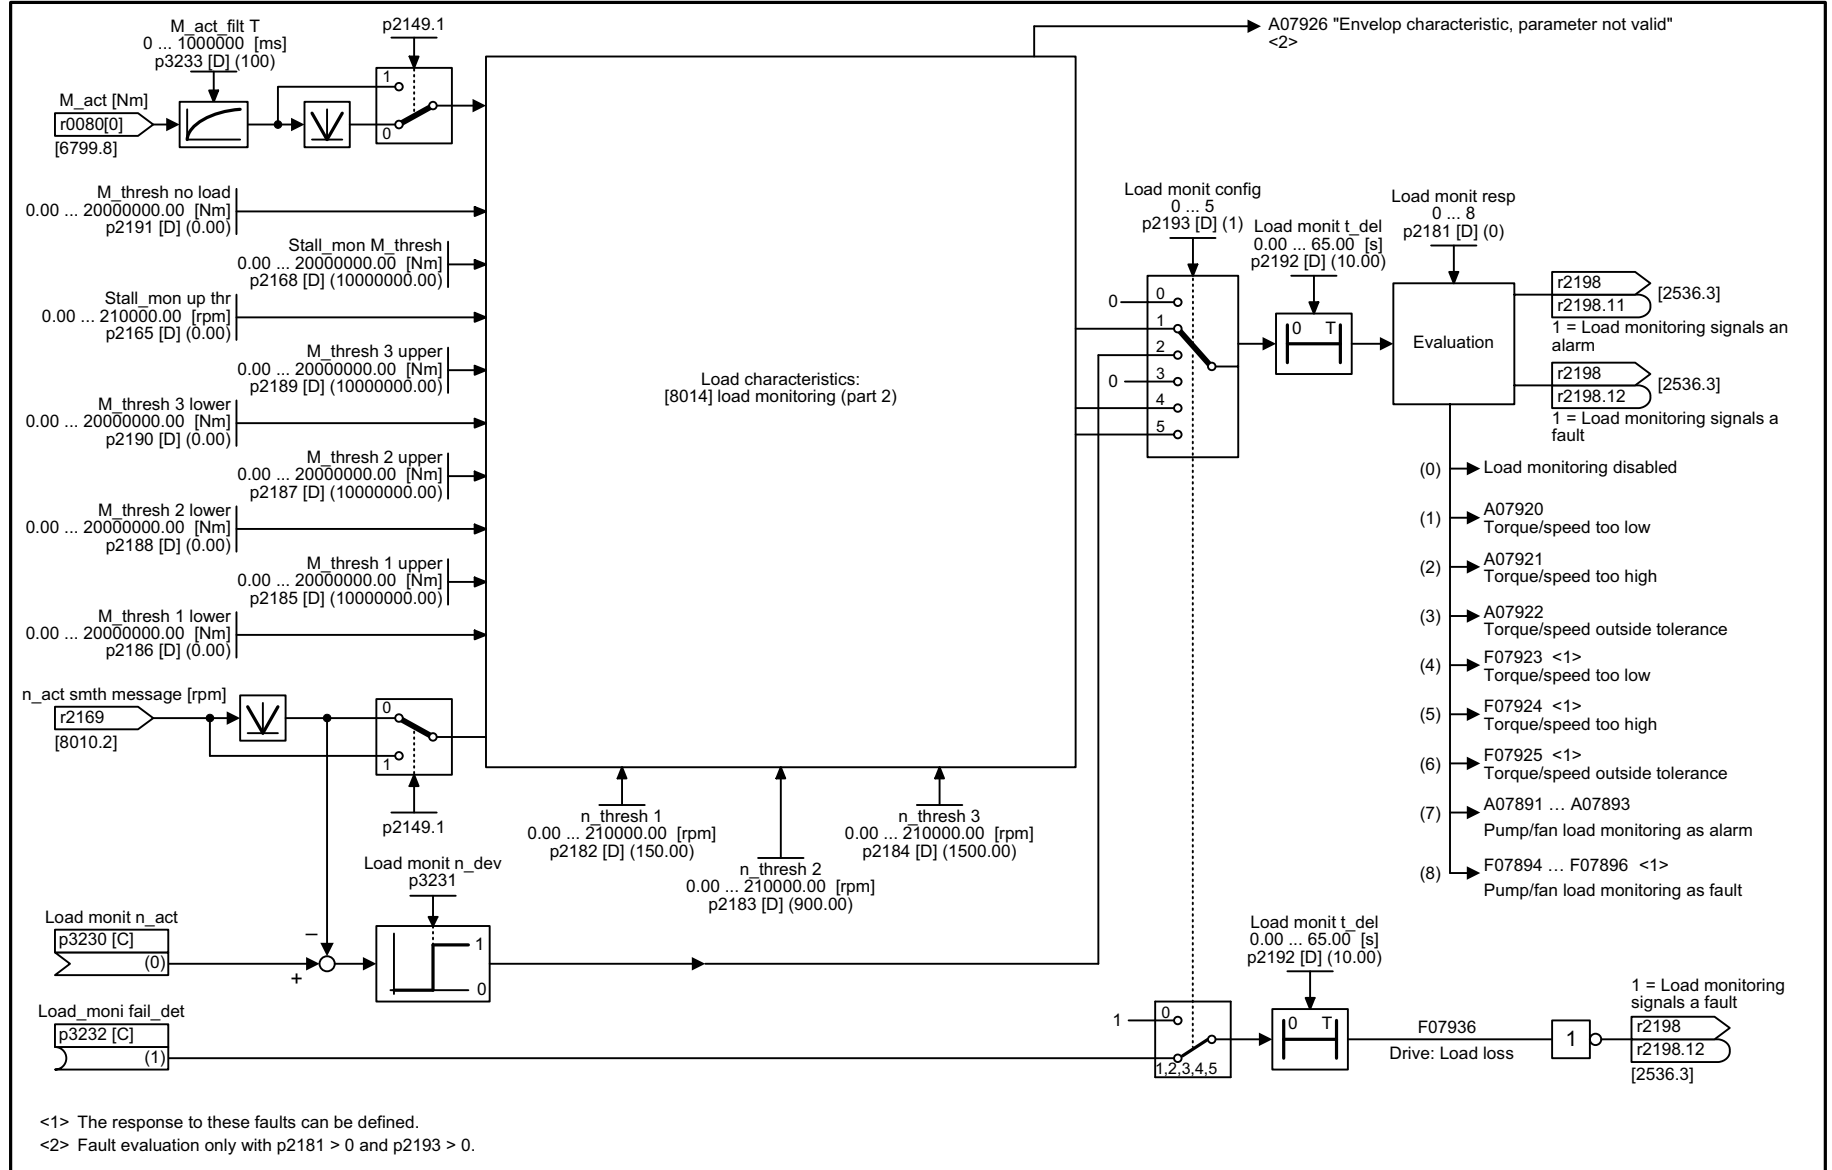 M_act_filt T
0 ... 1000000 [ms]
p3233 [D] (100)
p2149.1
A07926 "Envelop characteristic, parameter not valid"
<2>
M_act [Nm]
r0080[0]
[6799.8]
1
0
M_thresh no load
0.00 ... 20000000.00 [Nm]
p2191 [D] (0.00)
Stall_mon M_thresh
0.00 ... 20000000.00 [Nm]
p2168 [D] (10000000.00)
Stall_mon up thr
0.00 ... 210000.00 [rpm]
p2165 [D] (0.00)
M_thresh 3 upper
0.00 ... 20000000.00 [Nm]
p2189 [D] (10000000.00)
M_thresh 3 lower
0.00 ... 20000000.00 [Nm]
p2190 [D] (0.00)
M_thresh 2 upper
0.00 ... 20000000.00 [Nm]
p2187 [D] (10000000.00)
M_thresh 2 lower
0.00 ... 20000000.00 [Nm]
p2188 [D] (0.00)
M_thresh 1 upper
0.00 ... 20000000.00 [Nm]
p2185 [D] (10000000.00)
M_thresh 1 lower
0.00 ... 20000000.00 [Nm]
p2186 [D] (0.00)
Load characteristics:
[8014] load monitoring (part 2)
Load monit config
0 ... 5
p2193 [D] (1)
0
0
1
2
0
3
4
5
Load monit t_del
0.00 ... 65.00 [s]
p2192 [D] (10.00)
0 T
Load monit resp
0 ... 8
p2181 [D] (0)
Evaluation
r2198
r2198.11
[2536.3]
1 = Load monitoring signals an
alarm
r2198
r2198.12
[2536.3]
1 = Load monitoring signals a
fault
(0) Load monitoring disabled
(1) A07920
Torque/speed too low
(2) A07921
Torque/speed too high
(3) A07922
Torque/speed outside tolerance
(4) F07923 <1>
Torque/speed too low
(5) F07924 <1>
Torque/speed too high
(6) F07925 <1>
Torque/speed outside tolerance
(7) A07891 ... A07893
Pump/fan load monitoring as alarm
(8) F07894 ... F07896 <1>
Pump/fan load monitoring as fault
n_act smth message [rpm]
r2169
[8010.2]
0
1
p2149.1
n_thresh 1
0.00 ... 210000.00 [rpm]
p2182 [D] (150.00)
n_thresh 2
0.00 ... 210000.00 [rpm]
p2183 [D] (900.00)
n_thresh 3
0.00 ... 210000.00 [rpm]
p2184 [D] (1500.00)
Load monit n_dev
p3231
1
0
Load monit n_act
p3230 [C]
(0)
–
+
Load_moni fail_det
p3232 [C]
(1)
1
0
1,2,3,4,5
Load monit t_del
0.00 ... 65.00 [s]
p2192 [D] (10.00)
0 T
F07936
Drive: Load loss
1
1 = Load monitoring
signals a fault
r2198
r2198.12
[2536.3]
<1> The response to these faults can be defined.
<2> Fault evaluation only with p2181 > 0 and p2193 > 0.